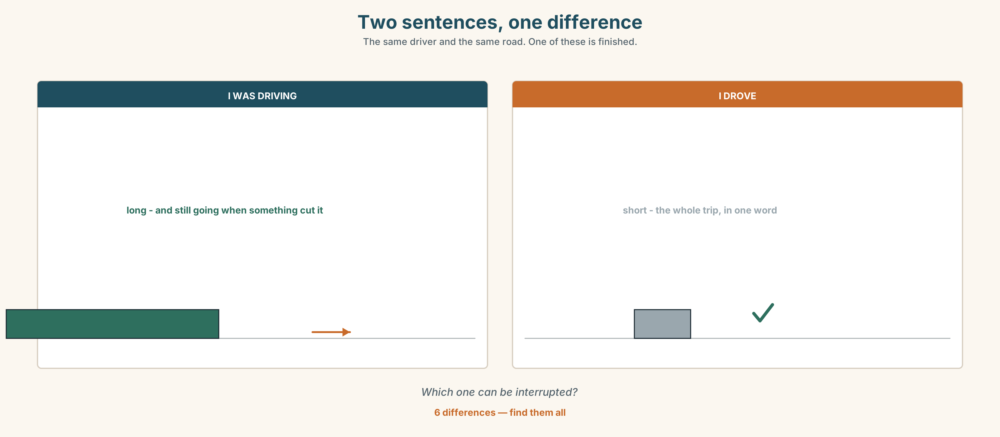 Two sentences, one difference
The same driver and the same road. One of these is finished.
I WAS DRIVING
long - and still going when something cut it
I DROVE
short - the whole trip, in one word
Which one can be interrupted?
6 differences — find them all